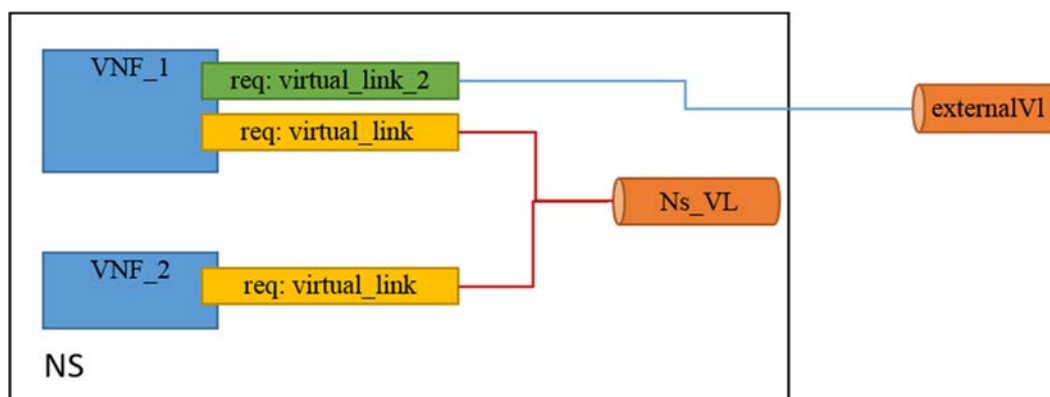 VNF_1
req: virtual_link_2
req: virtual_link
externalVl
Ns_VL
VNF_2
req: virtual_link
NS